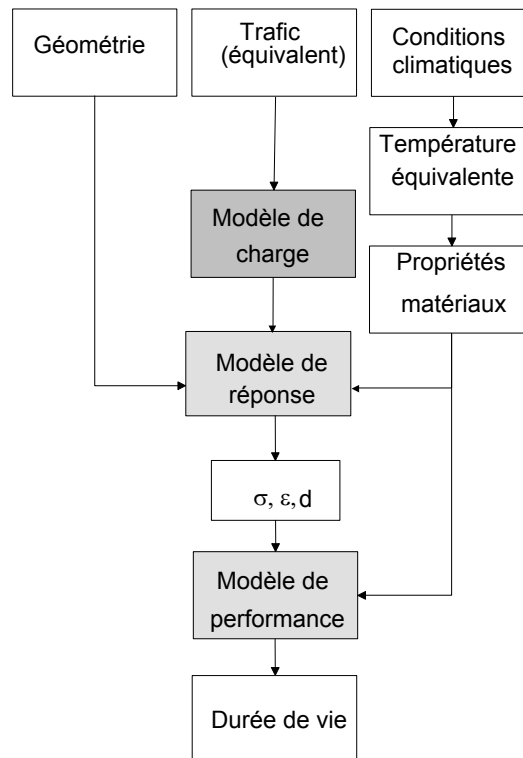 Géométrie
Trafic
(équivalent)
Conditions
climatiques
Température
équivalente
Modèle de
charge
Propriétés
matériaux
Modèle de
réponse
σ, ε, d
Modèle de
performance
Durée de vie